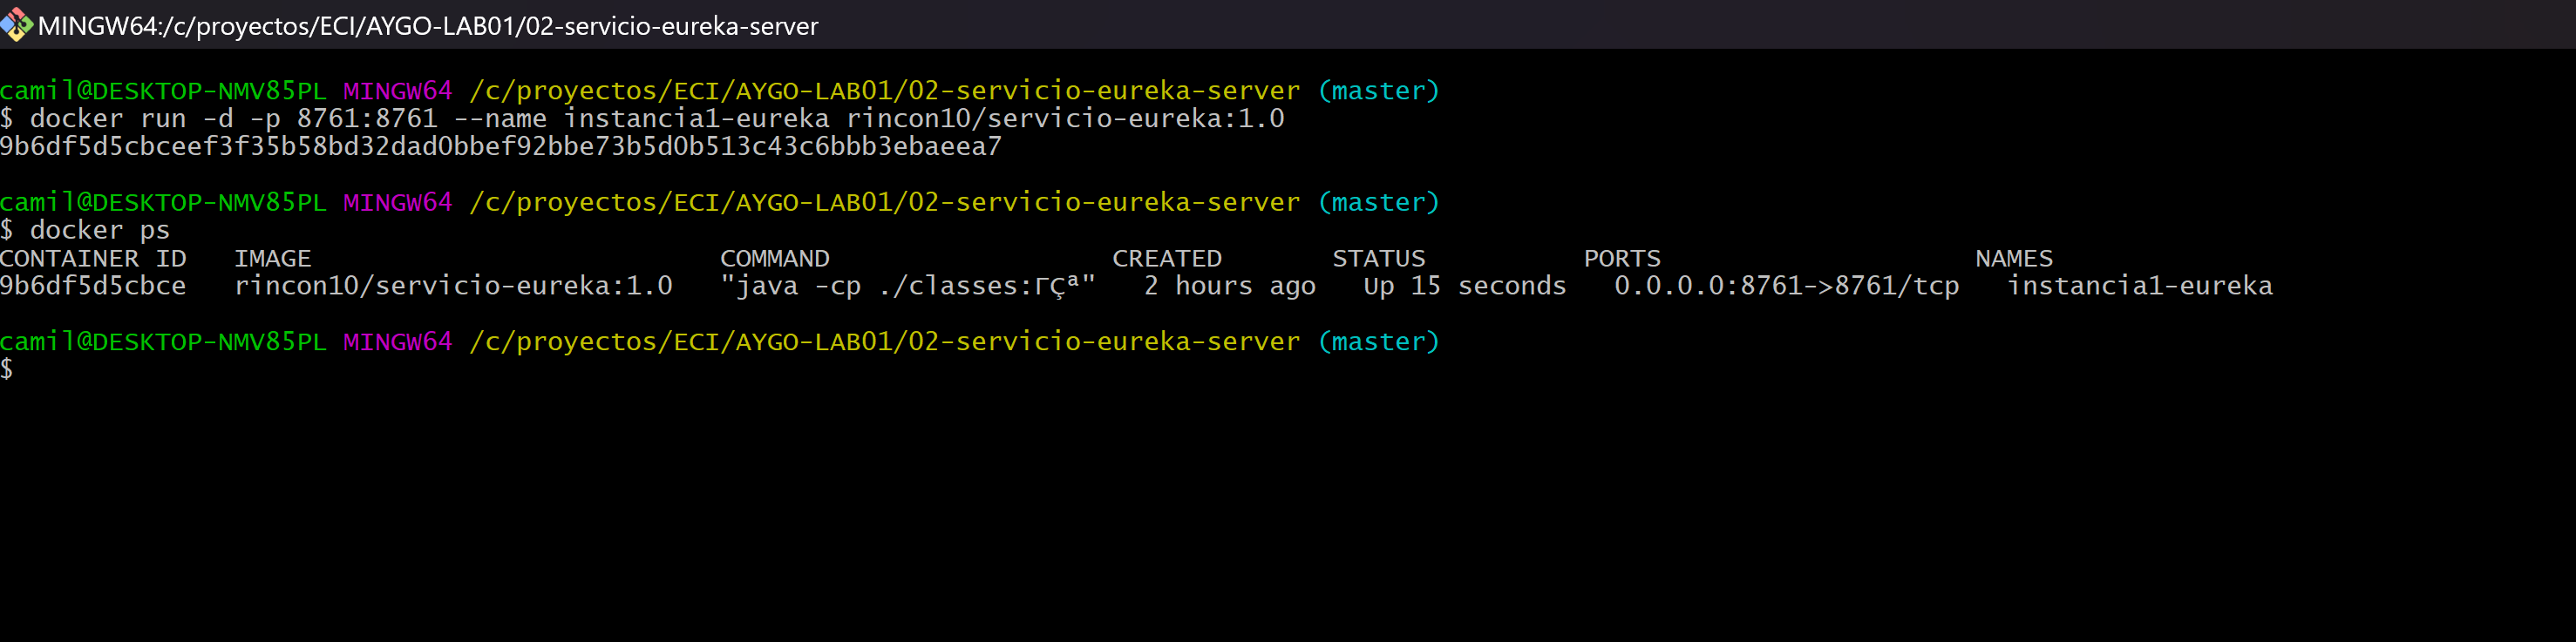 MINGW64:/c/proyectos/ECI/AYGO-LAB01/02-servicio-eureka-server
camil@DESKTOP-NMV85PL MINGW64 /c/proyectos/ECI/AYGO-LAB01/02-servicio-eureka-server (master)
$ docker run -d -p 8761:8761 --name instancia1-eureka rincon10/servicio-eureka:1.0
9b6df5d5cbceef3f35b58bd32dad0bbef92bbe73b5d0b513c43c6bbb3ebaeea7
camil@DESKTOP-NMV85PL MINGW64 /c/proyectos/ECI/AYGO-LAB01/02-servicio-eureka-server (master)
$ docker ps
CONTAINER ID   IMAGE                          COMMAND                  CREATED       STATUS          PORTS                    NAMES
9b6df5d5cbce   rincon10/servicio-eureka:1.0   "java -cp ./classes:ΓÇª"   2 hours ago   Up 15 seconds   0.0.0.0:8761->8761/tcp   instancia1-eureka
camil@DESKTOP-NMV85PL MINGW64 /c/proyectos/ECI/AYGO-LAB01/02-servicio-eureka-server (master)
$